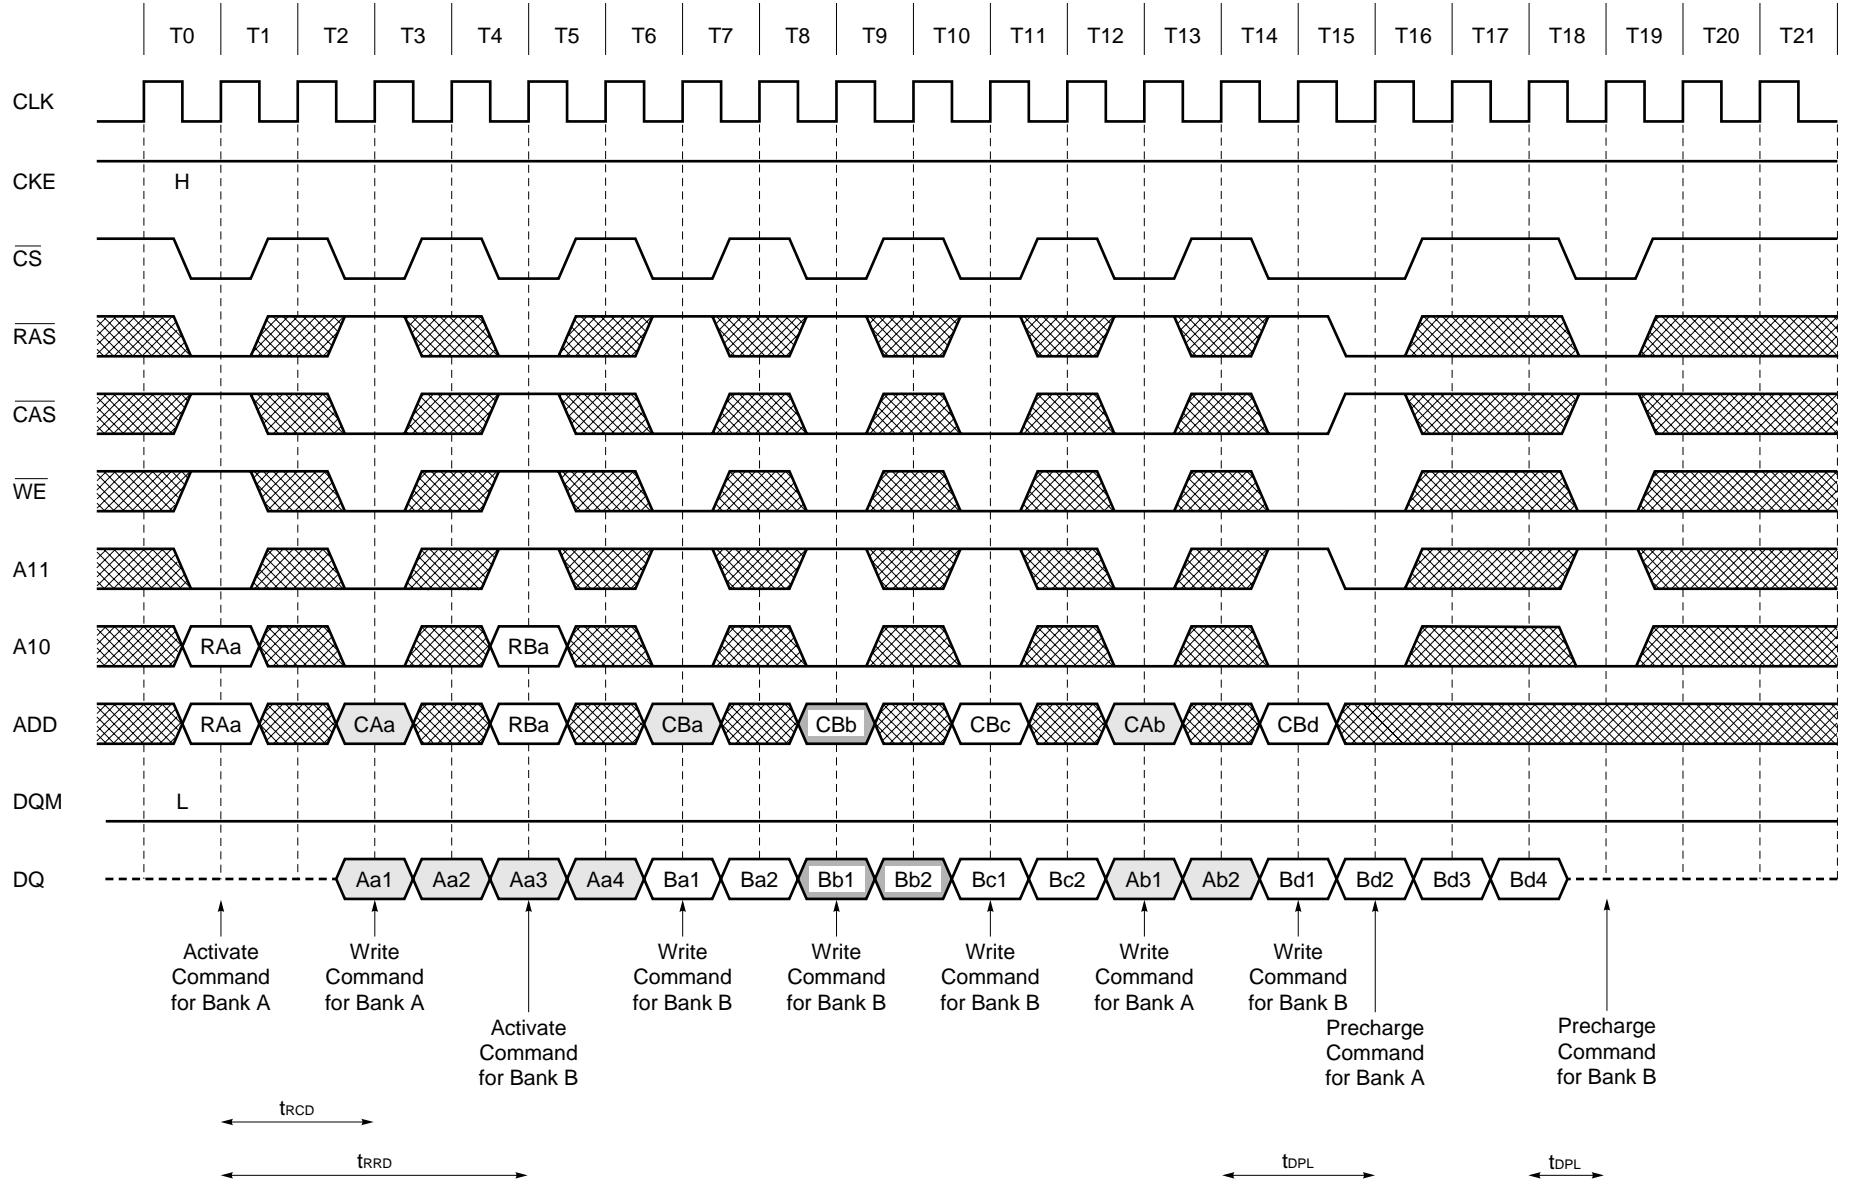 T0 T1 T2 T3 T4 T5 T6 T7 T8 T9 T10 T11 T12 T13 T14 T15 T16 T17 T18 T19 T20 T21
CLK
CKE H
CS
RAS
CAS
WE
A11
A10 RAa RBa
ADD RAa CAa RBa CBa CBb CBc CAb CBd
DQM L
DQ Aa1 Aa2 Aa3 Aa4 Ba1 Ba2 Bb1 Bb2 Bc1 Bc2 Ab1 Ab2 Bd1 Bd2 Bd3 Bd4
Activate
Command
for Bank A
Write
Command
for Bank A
Activate
Command
for Bank B
Write
Command
for Bank B
Write
Command
for Bank B
Write
Command
for Bank B
Write
Command
for Bank A
Write
Command
for Bank B
Precharge
Command
for Bank A
Precharge
Command
for Bank B
tRCD
tRRD tDPL tDPL